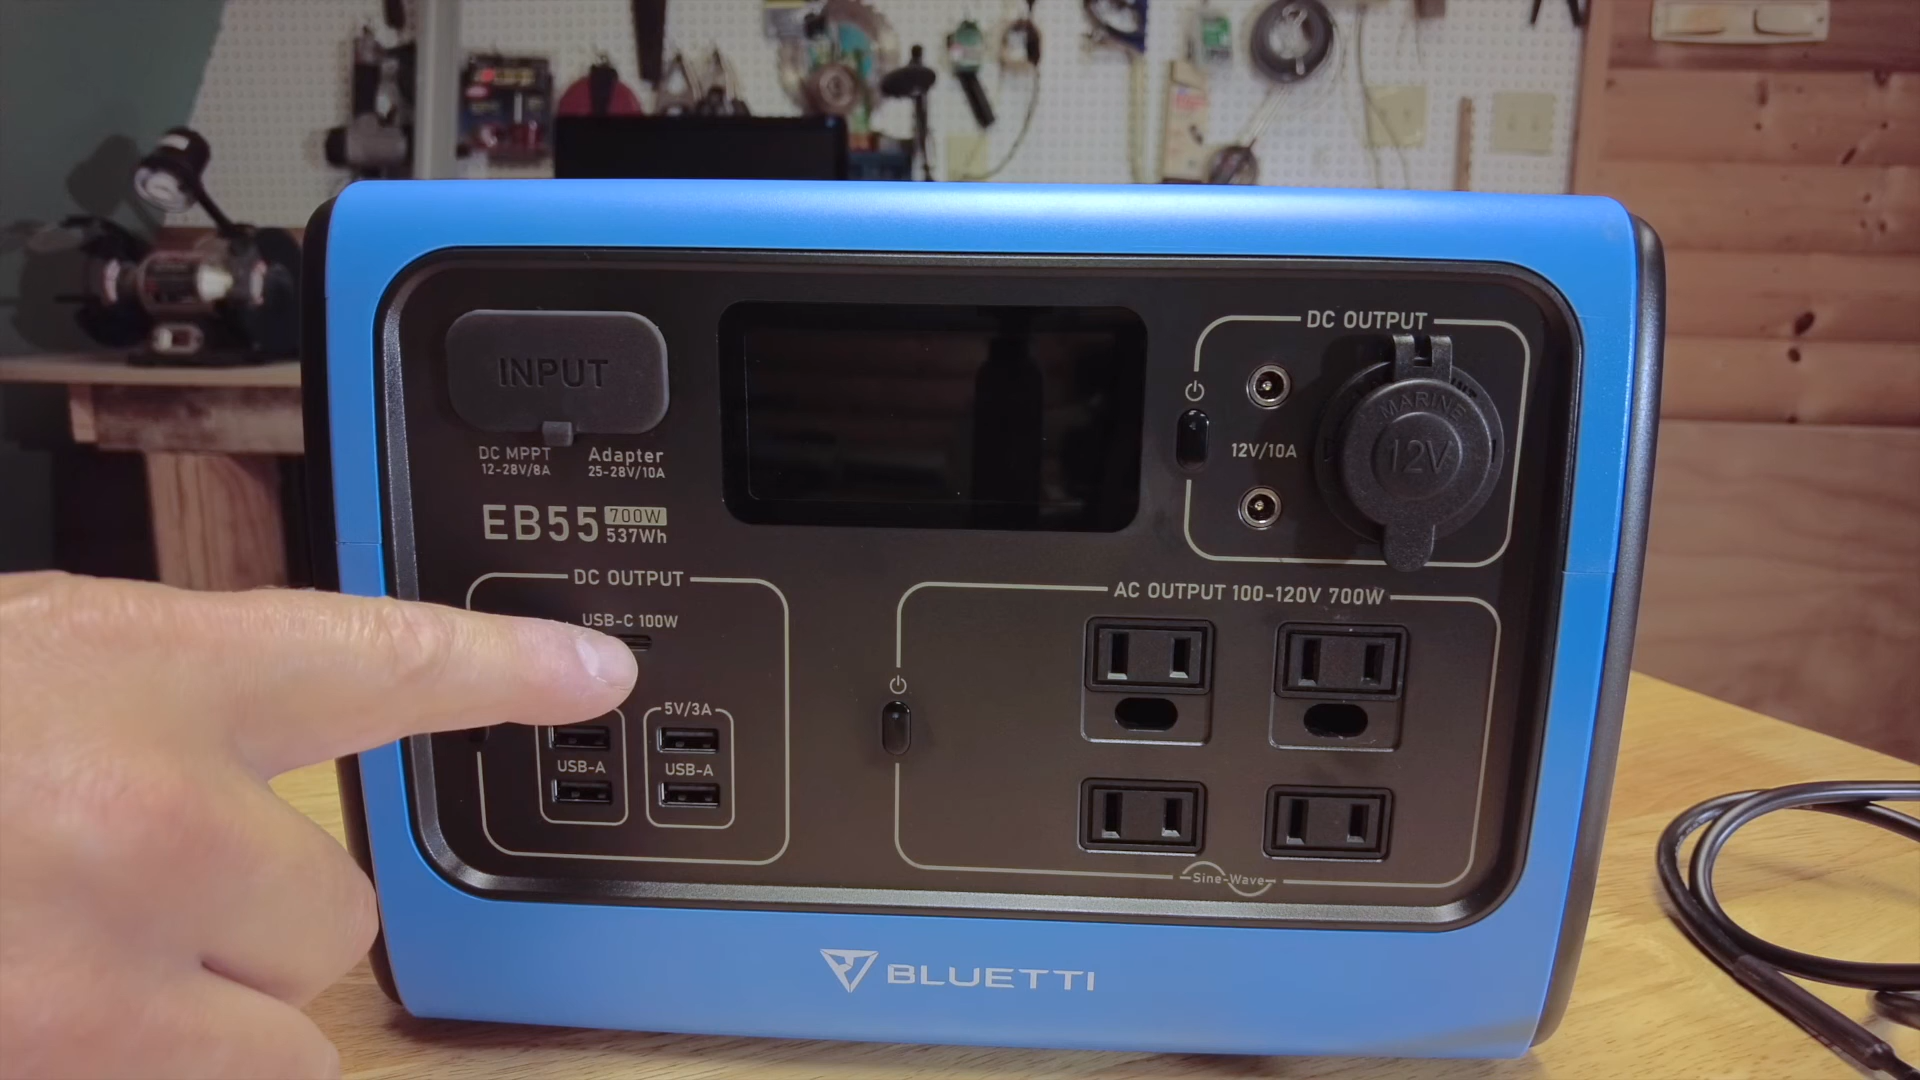 INPUT
DC MPPT
12-28V/8A
Adapter
25-28V/10A
EB55
700W
537Wh
DC OUTPUT
12V/10A
MARINE
12V
DC OUTPUT
USB-C 100W
5V/3A
USB-A
USB-A
AC OUTPUT 100-120V 700W
Sine-Wave
BLUETTI